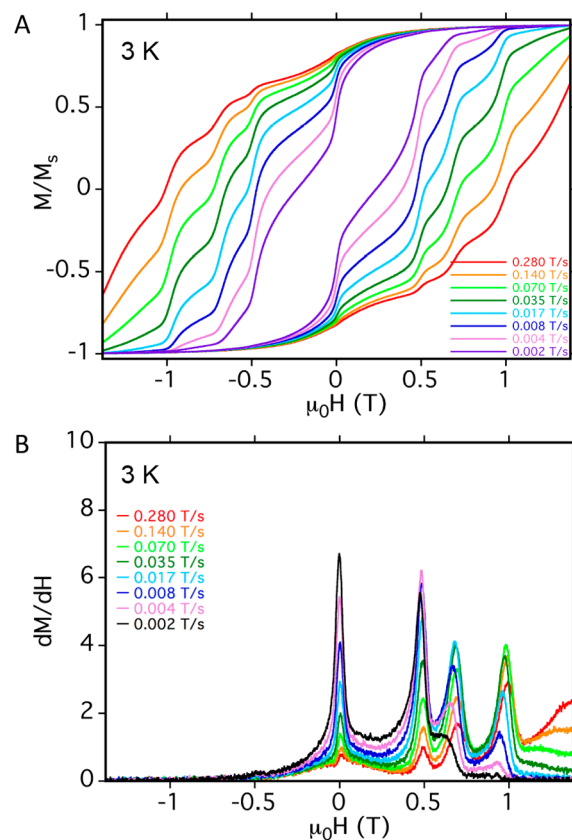 A
3 K
M/Mₛ
1
0.5
0
-0.5
-1
0.280 T/s
0.140 T/s
0.070 T/s
0.035 T/s
0.017 T/s
0.008 T/s
0.004 T/s
0.002 T/s
-1 -0.5 0 0.5 1
μ₀H (T)
B
3 K
dM/dH
10
8
6
4
2
0
0.280 T/s
0.140 T/s
0.070 T/s
0.035 T/s
0.017 T/s
0.008 T/s
0.004 T/s
0.002 T/s
-1 -0.5 0 0.5 1
μ₀H (T)